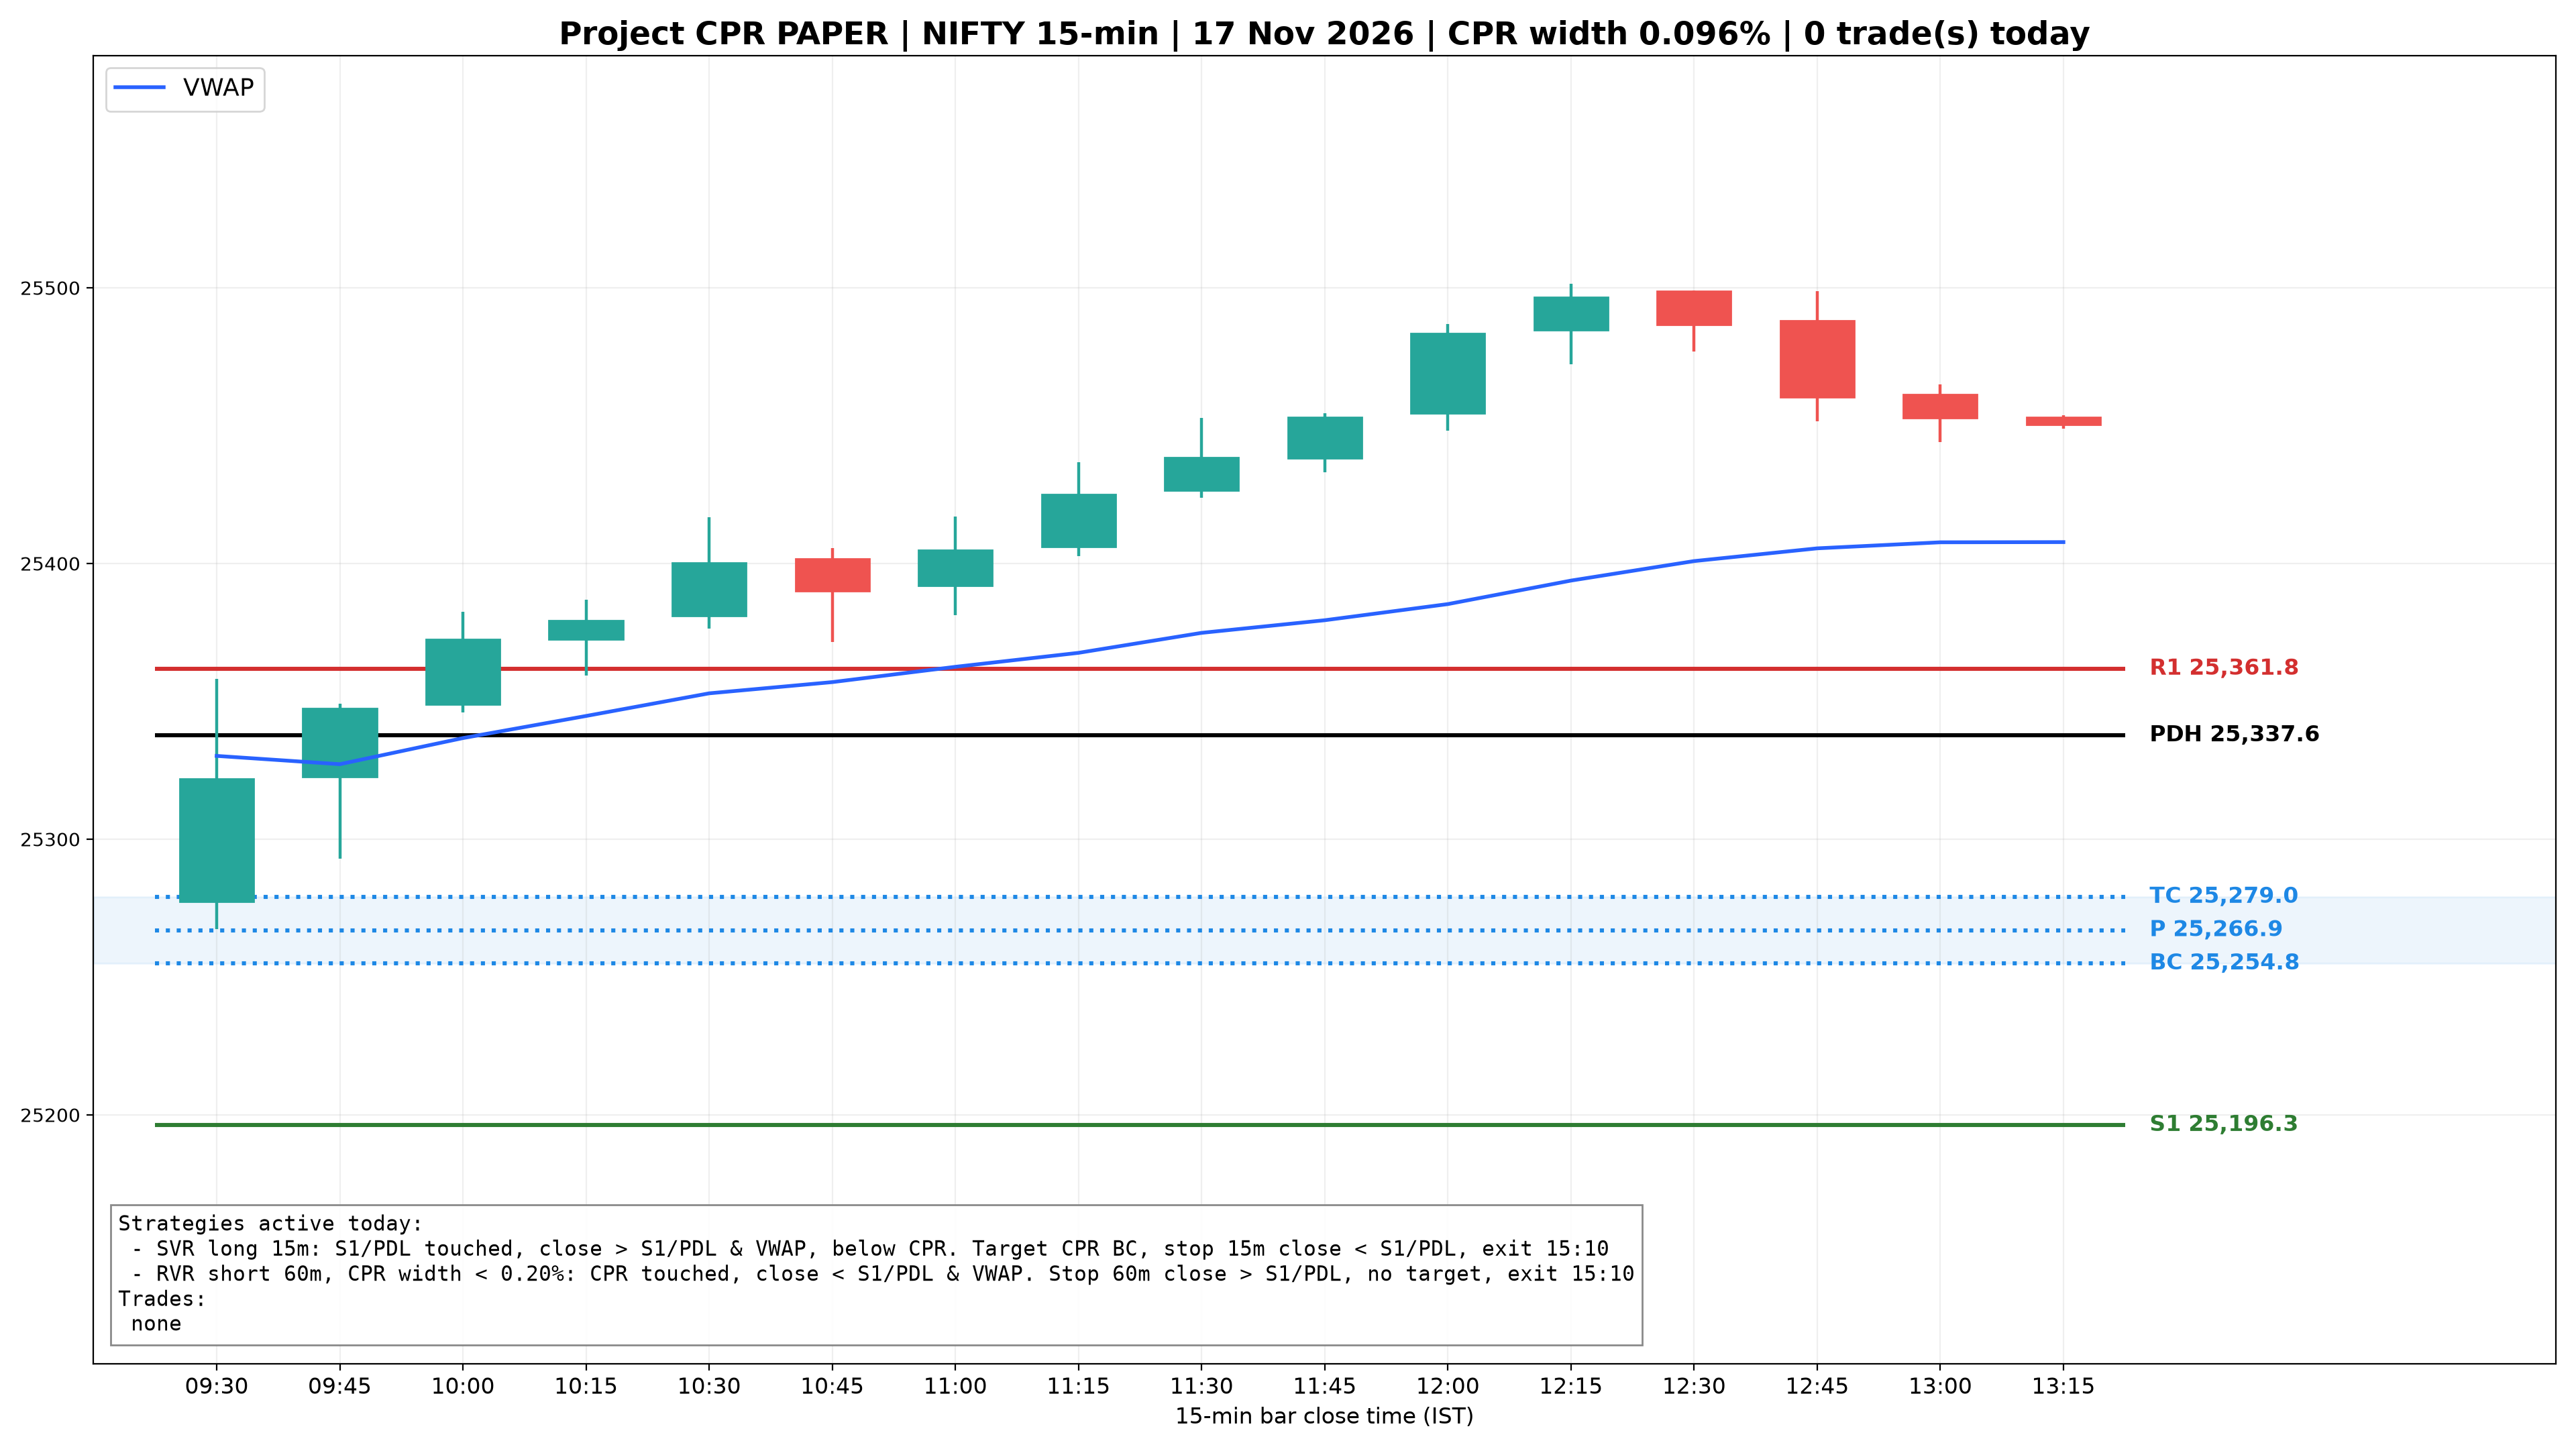 Project CPR PAPER | NIFTY 15-min | 17 Nov 2026 | CPR width 0.096% | 0 trade(s) today
VWAP
25500
25400
R1 25,361.8
PDH 25,337.6
25300
TC 25,279.0
P 25,266.9
BC 25,254.8
25200
S1 25,196.3
Strategies active today:
- SVR long 15m: S1/PDL touched, close > S1/PDL & VWAP, below CPR. Target CPR BC, stop 15m close < S1/PDL, exit 15:10
- RVR short 60m, CPR width < 0.20%: CPR touched, close < S1/PDL & VWAP. Stop 60m close > S1/PDL, no target, exit 15:10
Trades:
none
09:30 09:45 10:00 10:15 10:30 10:45 11:00 11:15 11:30 11:45 12:00 12:15 12:30 12:45 13:00 13:15
15-min bar close time (IST)